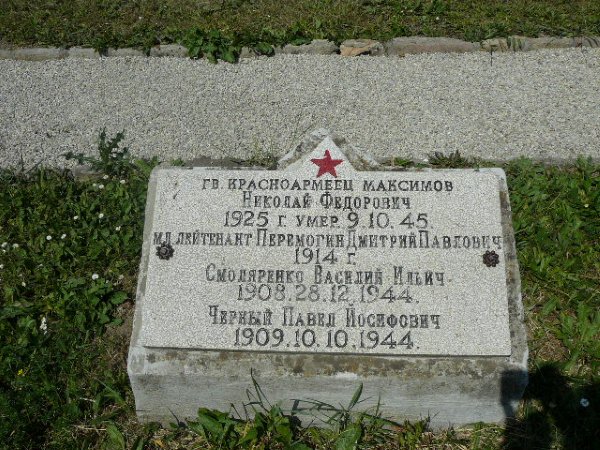 ГВ. КРАСНОАРМЕЕЦ МАКСИМОВ
НИКОЛАЙ ФЕДОРОВИЧ
1925 Г. УМЕР 9.10.45
МЛ ЛЕЙТЕНАНТ ПЕРЕМОГИН ДМИТРИЙ ПАВЛОВИЧ
1914 Г.
СМОЛЯРЕНКО ВАСИЛИЙ ИЛЬИЧ
1908.28.12.1944.
ЧЕРНЫЙ ПАВЕЛ ИОСИФОВИЧ
1909.10.10.1944.